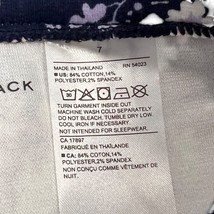 7
MADE IN THAILAND RN 54023
US: 84% COTTON,14%
POLYESTER,2% SPANDEX
ACK
TURN GARMENT INSIDE OUT
MACHINE WASH COLD SEPARATELY
DO NOT BLEACH, TUMBLE DRY LOW
COOL IRON IF NEEDED.
NOT INTENDED FOR
SLEEPWEAR.
CA 17897
FABRIQUÉ EN THAÏLANDE
CA: 84% COTON,14%
POLYESTER, 2% SPANDEX
NON CONÇU COMME VÊTEMENT
DE NUIT.